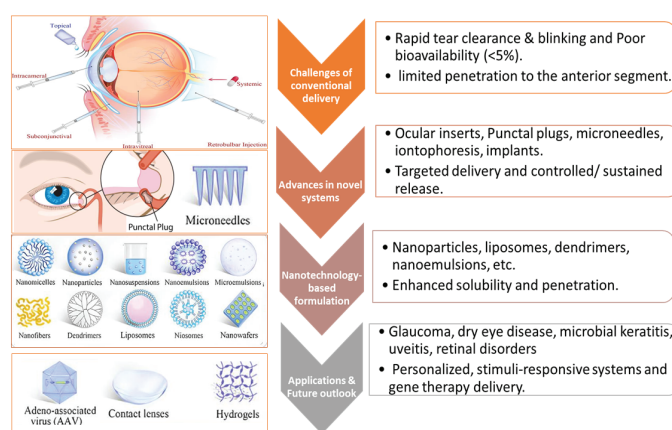 Topical
Intracameral
Systemic
Subconjunctival
Intravitreal
Retrobulbar Injection
Challenges of
conventional
delivery
• Rapid tear clearance & blinking and Poor
bioavailability (<5%).
• limited penetration to the anterior segment.
Punctal Plug
Microneedles
Advances in novel
systems
• Ocular inserts, Punctal plugs, microneedles,
iontophoresis, implants.
• Targeted delivery and controlled/ sustained
release.
Nanomicelles Nanoparticles Nanosuspensions Nanoemulsions Microemulsions
Nanofibers Dendrimers Liposomes Niosomes Nanowafers
Nanotechnology-
based
formulation
• Nanoparticles, liposomes, dendrimers,
nanoemulsions, etc.
• Enhanced solubility and penetration.
Adeno-associated
virus (AAV)
Contact lenses
Hydrogels
Applications &
Future outlook
• Glaucoma, dry eye disease, microbial keratitis,
uveitis, retinal disorders
• Personalized, stimuli-responsive systems and
gene therapy delivery.